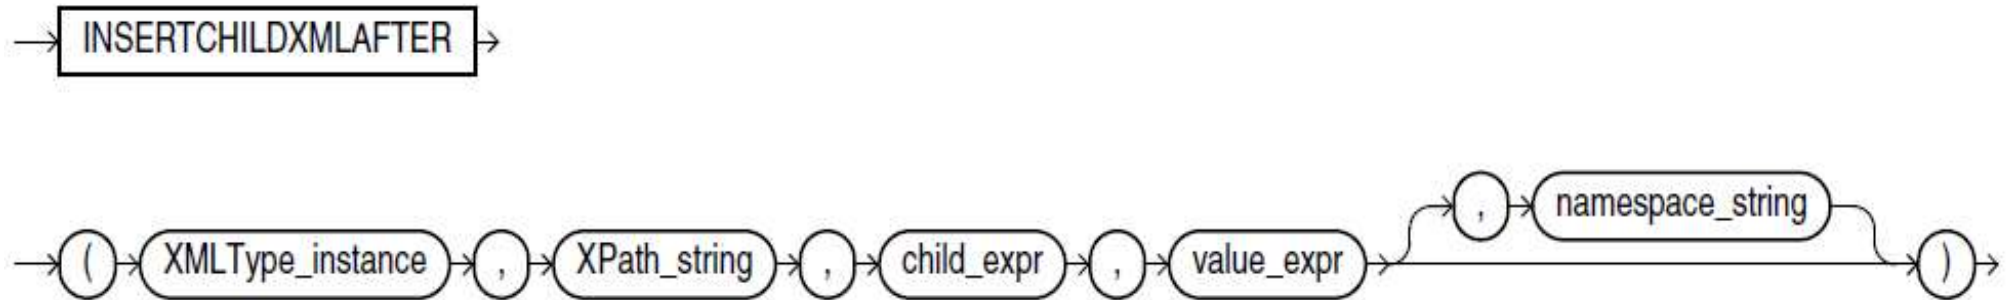 INSERTCHILDXMLAFTER
, namespace_string
( XMLType_instance , XPath_string , child_expr , value_expr )